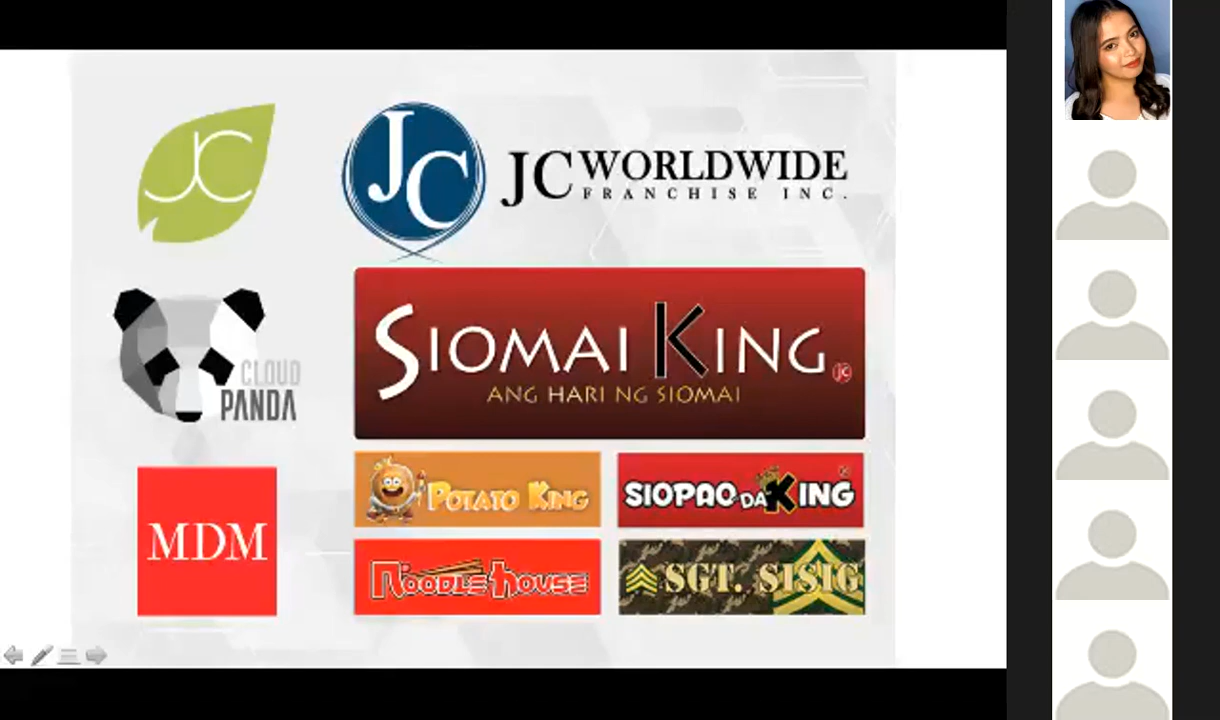 JC
JC
JC WORLDWIDE
FRANCHISE INC.
CLOUD
PANDA
SIOMAI KING
JC
ANG HARI NG SIOMAI
POTATO KING
SIOPAO DA KING
MDM
NOODLE HOUSE
SGT. SISIG